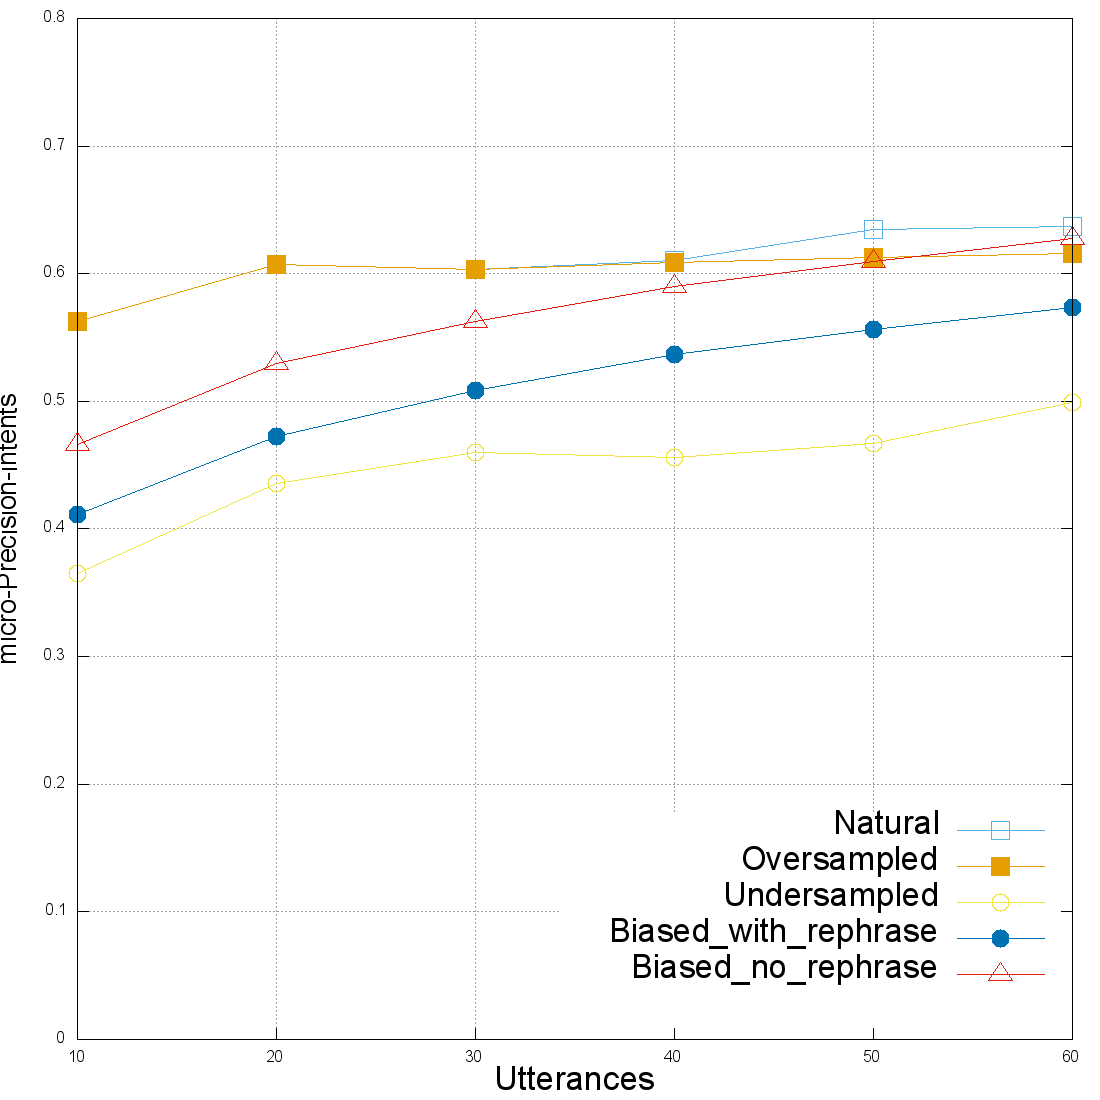 0.8
0.7
0.6
0.5
0.4
0.3
0.2
0.1
0
micro-Precision-intents
Natural
Oversampled
Undersampled
Biased_with_rephrase
Biased_no_rephrase
10 20 30 40 50 60
Utterances